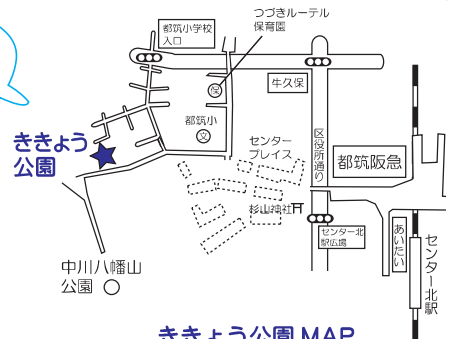 つづきルーテル
保育園
都筑小学校
入口
保
牛久保
都筑小
文
ききょう
公園
センター
プレイス
区役所通り
都筑阪急
杉山神社
センター北
駅広場
あいたい
センター北駅
中川八幡山
公園
ききょう公園 MAP